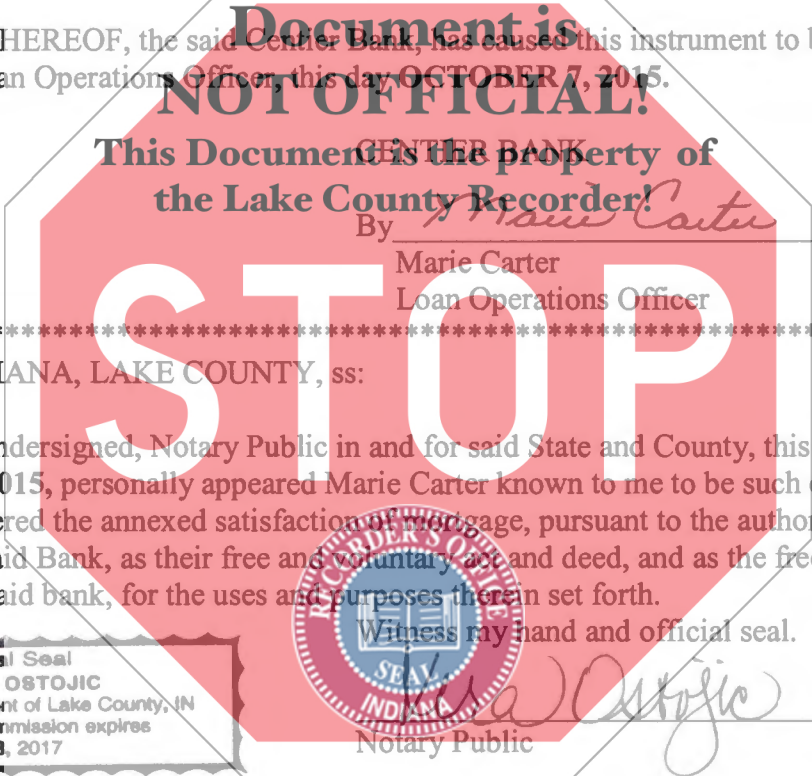 Document is
HEREOF, the said Centier Bank, has caused this instrument to b
an Operations Officer, this day OCTOBER 7, 2015.
NOT OFFICIAL!
CENTIER BANK
This Document is the property of
the Lake County Recorder!
By Marie Carter
Marie Carter
Loan Operations Officer
STOP
IANA, LAKE COUNTY, ss:
ndersigned, Notary Public in and for said State and County, this
015, personally appeared Marie Carter known to me to be such
red the annexed satisfaction of mortgage, pursuant to the author
aid Bank, as their free and voluntary act and deed, and as the free
aid bank, for the uses and purposes therein set forth.
Witness my hand and official seal.
RECORDER'S OFFICE
SEAL
INDIANA
al Seal
OSTOJIC
nt of Lake County, IN
mmission expires
, 2017
Ostojic
Notary Public